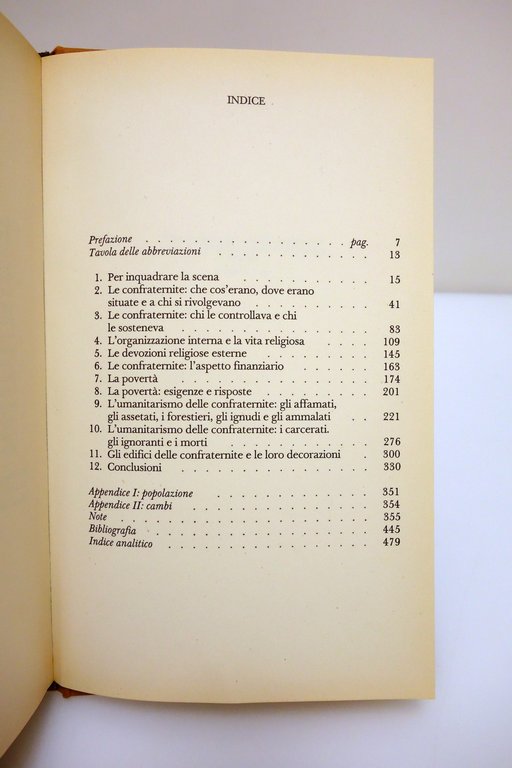 INDICE
Prefazione . . . . . . . . . . . . . pag. 7
Tavola delle abbreviazioni . . . . . . . . 13
1. Per inquadrare la scena . . . . . . . . 15
2. Le confraternite: che cos'erano, dove erano
situate e a chi si rivolgevano . . . . . . . 41
3. Le confraternite: chi le controllava e chi
le sosteneva . . . . . . . . . . . 83
4. L'organizzazione interna e la vita religiosa . . . . 109
5. Le devozioni religiose esterne . . . . . . . 145
6. Le confraternite: l'aspetto finanziario . . . . . 163
7. La povertà . . . . . . . . . . . 174
8. La povertà: esigenze e risposte . . . . . . 201
9. L'umanitarismo delle confraternite: gli affamati,
gli assetati, i forestieri, gli ignudi e gli ammalati . . 221
10. L'umanitarismo delle confraternite: i carcerati.
gli ignoranti e i morti . . . . . . . . 276
11. Gli edifici delle confraternite e le loro decorazioni . 300
12. Conclusioni . . . . . . . . . . . 330
Appendice I: popolazione . . . . . . . . 351
Appendice II: cambi . . . . . . . . . . 354
Note . . . . . . . . . . . . . . 355
Bibliografia . . . . . . . . . . . . 445
Indice analitico . . . . . . . . . . . 479